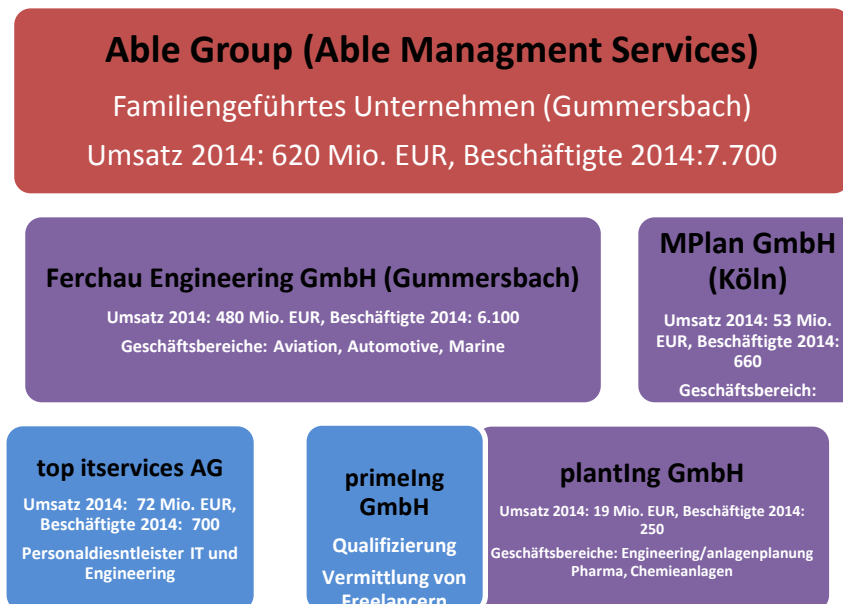 Able Group (Able Managment Services)
Familiengeführtes Unternehmen (Gummersbach)
Umsatz 2014: 620 Mio. EUR, Beschäftigte 2014:7.700
Ferchau Engineering GmbH (Gummersbach)
Umsatz 2014: 480 Mio. EUR, Beschäftigte 2014: 6.100
Geschäftsbereiche: Aviation, Automotive, Marine
MPlan GmbH
(Köln)
Umsatz 2014: 53 Mio.
EUR, Beschäftigte 2014:
660
Geschäftsbereich:
top itservices AG
Umsatz 2014: 72 Mio. EUR,
Beschäftigte 2014: 700
Personaldiesntleister IT und
Engineering
primeIng
GmbH
Qualifizierung
Vermittlung von
Freelancern
plantIng GmbH
Umsatz 2014: 19 Mio. EUR, Beschäftigte 2014:
250
Geschäftsbereiche: Engineering/anlagenplanung
Pharma, Chemieanlagen